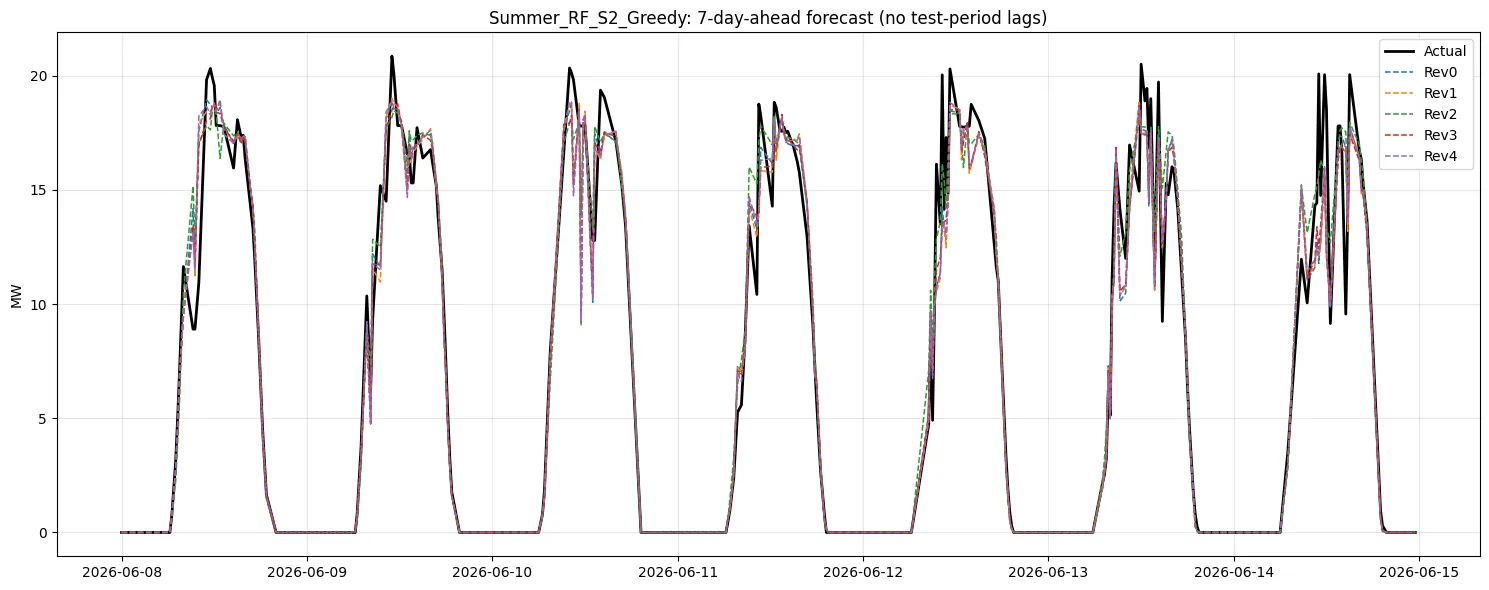 Summer_RF_S2_Greedy: 7-day-ahead forecast (no test-period lags)
MW
20
15
10
5
0
Actual
Rev0
Rev1
Rev2
Rev3
Rev4
2026-06-08
2026-06-09
2026-06-10
2026-06-11
2026-06-12
2026-06-13
2026-06-14
2026-06-15